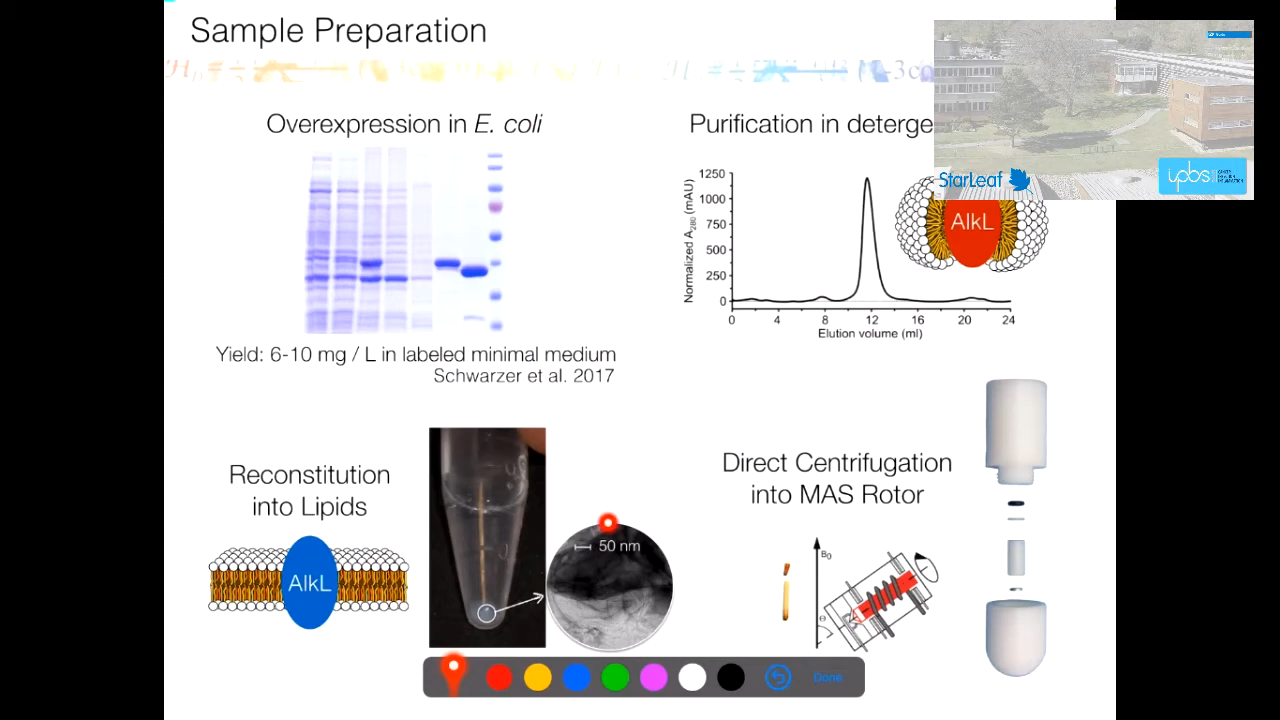 Sample Preparation
Overexpression in E. coli
Yield: 6-10 mg / L in labeled minimal medium
Schwarzer et al. 2017
Purification in deterge
StarLeaf
ipbs
AlkL
Normalized A280 (mAU)
1250
1000
750
500
250
0
0 4 8 12 16 20 24
Elution volume (ml)
Reconstitution
into Lipids
AlkL
50 nm
Direct Centrifugation
into MAS Rotor
B0
Θ
Done